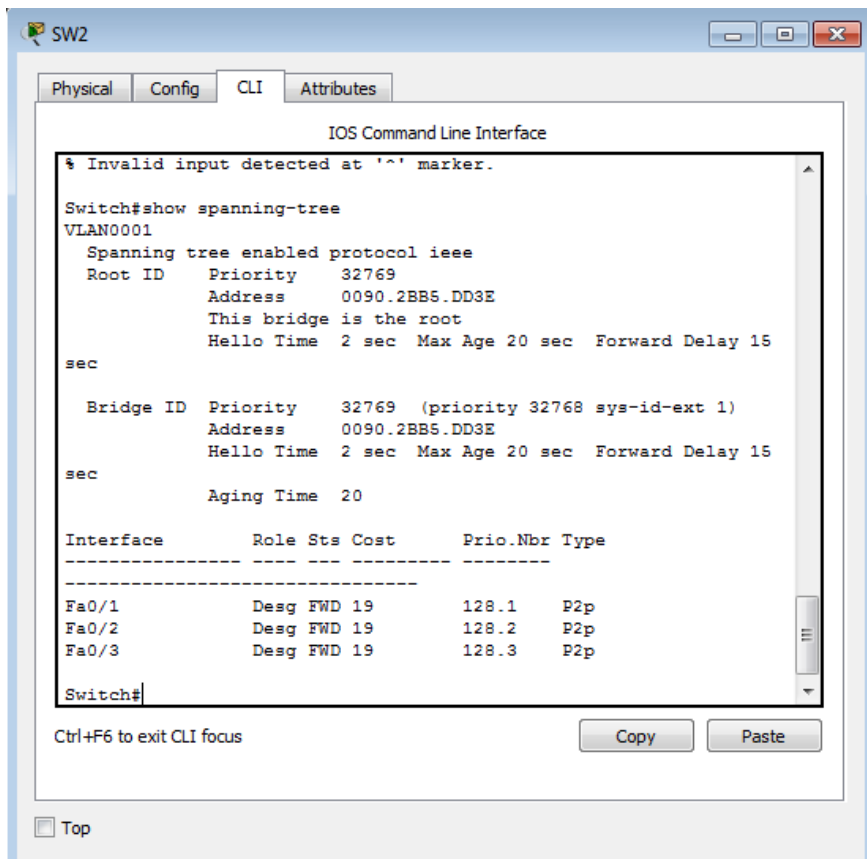 SW2
Physical Config CLI Attributes
IOS Command Line Interface
% Invalid input detected at '^' marker.
Switch#show spanning-tree
VLAN0001
  Spanning tree enabled protocol ieee
  Root ID    Priority    32769
             Address     0090.2BB5.DD3E
             This bridge is the root
             Hello Time  2 sec  Max Age 20 sec  Forward Delay 15
sec
  Bridge ID  Priority    32769  (priority 32768 sys-id-ext 1)
             Address     0090.2BB5.DD3E
             Hello Time  2 sec  Max Age 20 sec  Forward Delay 15
sec
             Aging Time  20
Interface        Role Sts Cost      Prio.Nbr Type
---------------- ---- --- --------- --------
--------------------------------
Fa0/1            Desg FWD 19        128.1    P2p
Fa0/2            Desg FWD 19        128.2    P2p
Fa0/3            Desg FWD 19        128.3    P2p
Switch#
Ctrl+F6 to exit CLI focus Copy Paste
Top